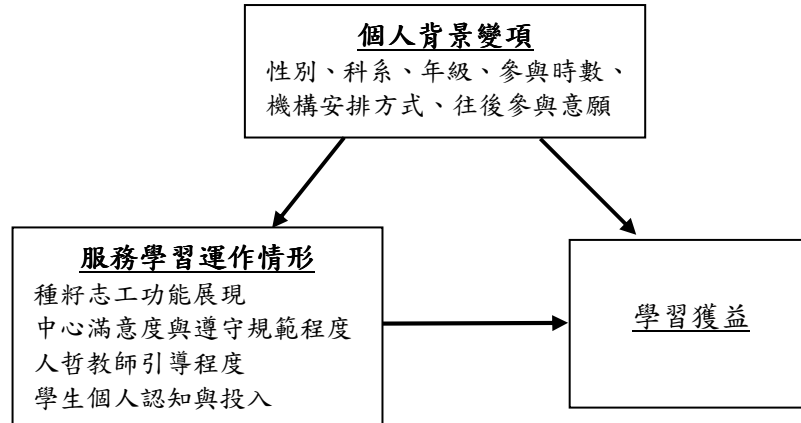 個人背景變項
性別、科系、年級、參與時數、
機構安排方式、往後參與意願
服務學習運作情形
種籽志工功能展現
中心滿意度與遵守規範程度
人哲教師引導程度
學生個人認知與投入
學習獲益